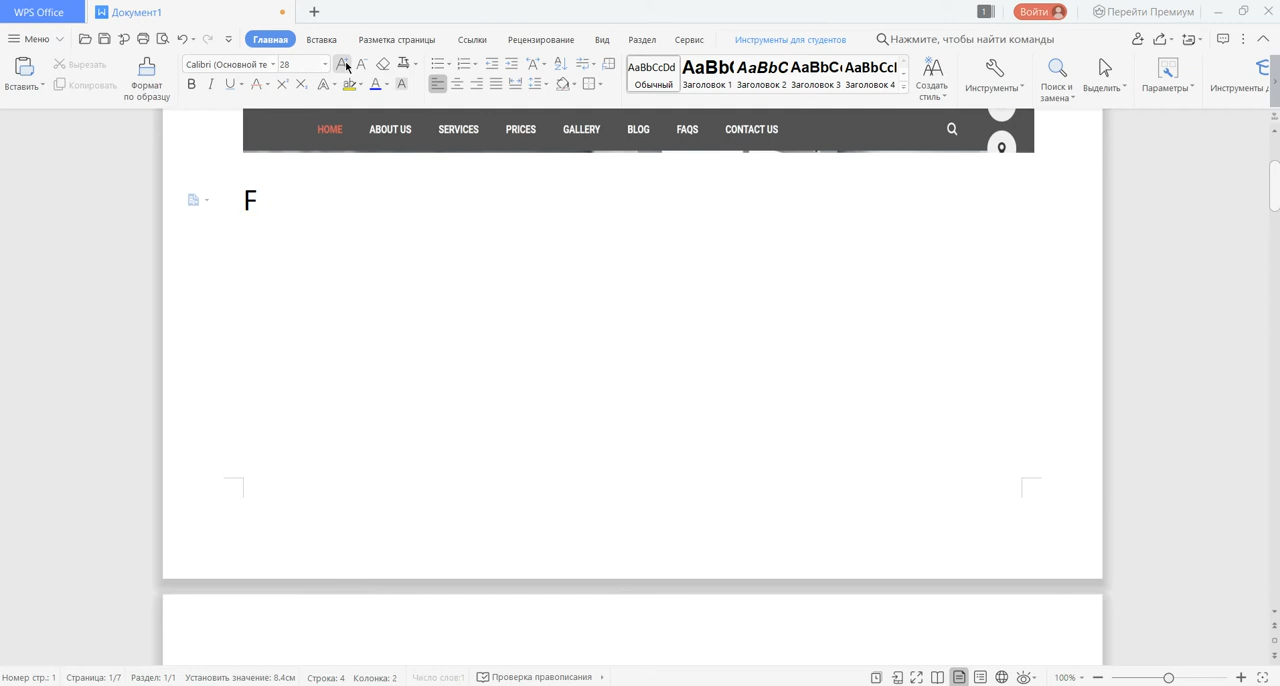 WPS Office Документ1 1 Войти Перейти Премиум
Меню Главная Вставка Разметка страницы Ссылки Рецензирование Вид Раздел Сервис Инструменты для студентов Нажмите, чтобы найти команды
Вставить Вырезать Копировать Формат по образцу Calibri (Основной те 28
AaBbCcDd AaBb( AaBbC AaBbC AaBbCc
Обычный Заголовок 1 Заголовок 2 Заголовок 3 Заголовок 4 Создать стиль Инструменты Поиск и замена Выделить Параметры Инструменты
HOME ABOUT US SERVICES PRICES GALLERY BLOG FAQS CONTACT US
F
Номер стр.: 1 Страница: 1/7 Раздел: 1/1 Установить значение: 8.4см Строка: 4 Колонка: 2 Число слов:1 Проверка правописания 100%